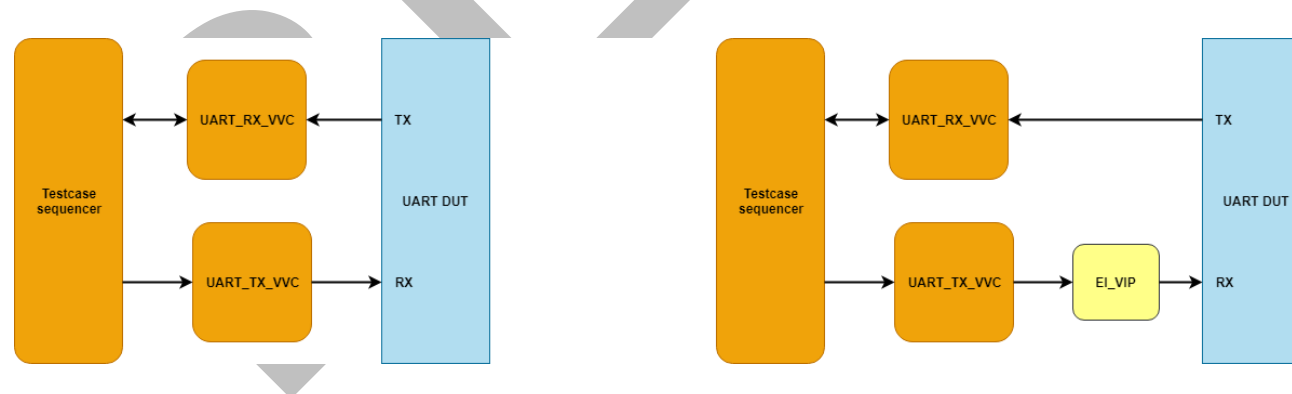 UART_RX_VVC
TX
Testcase
sequencer
UART DUT
UART_TX_VVC
RX
UART_RX_VVC
TX
Testcase
sequencer
UART DUT
UART_TX_VVC
EI_VIP
RX